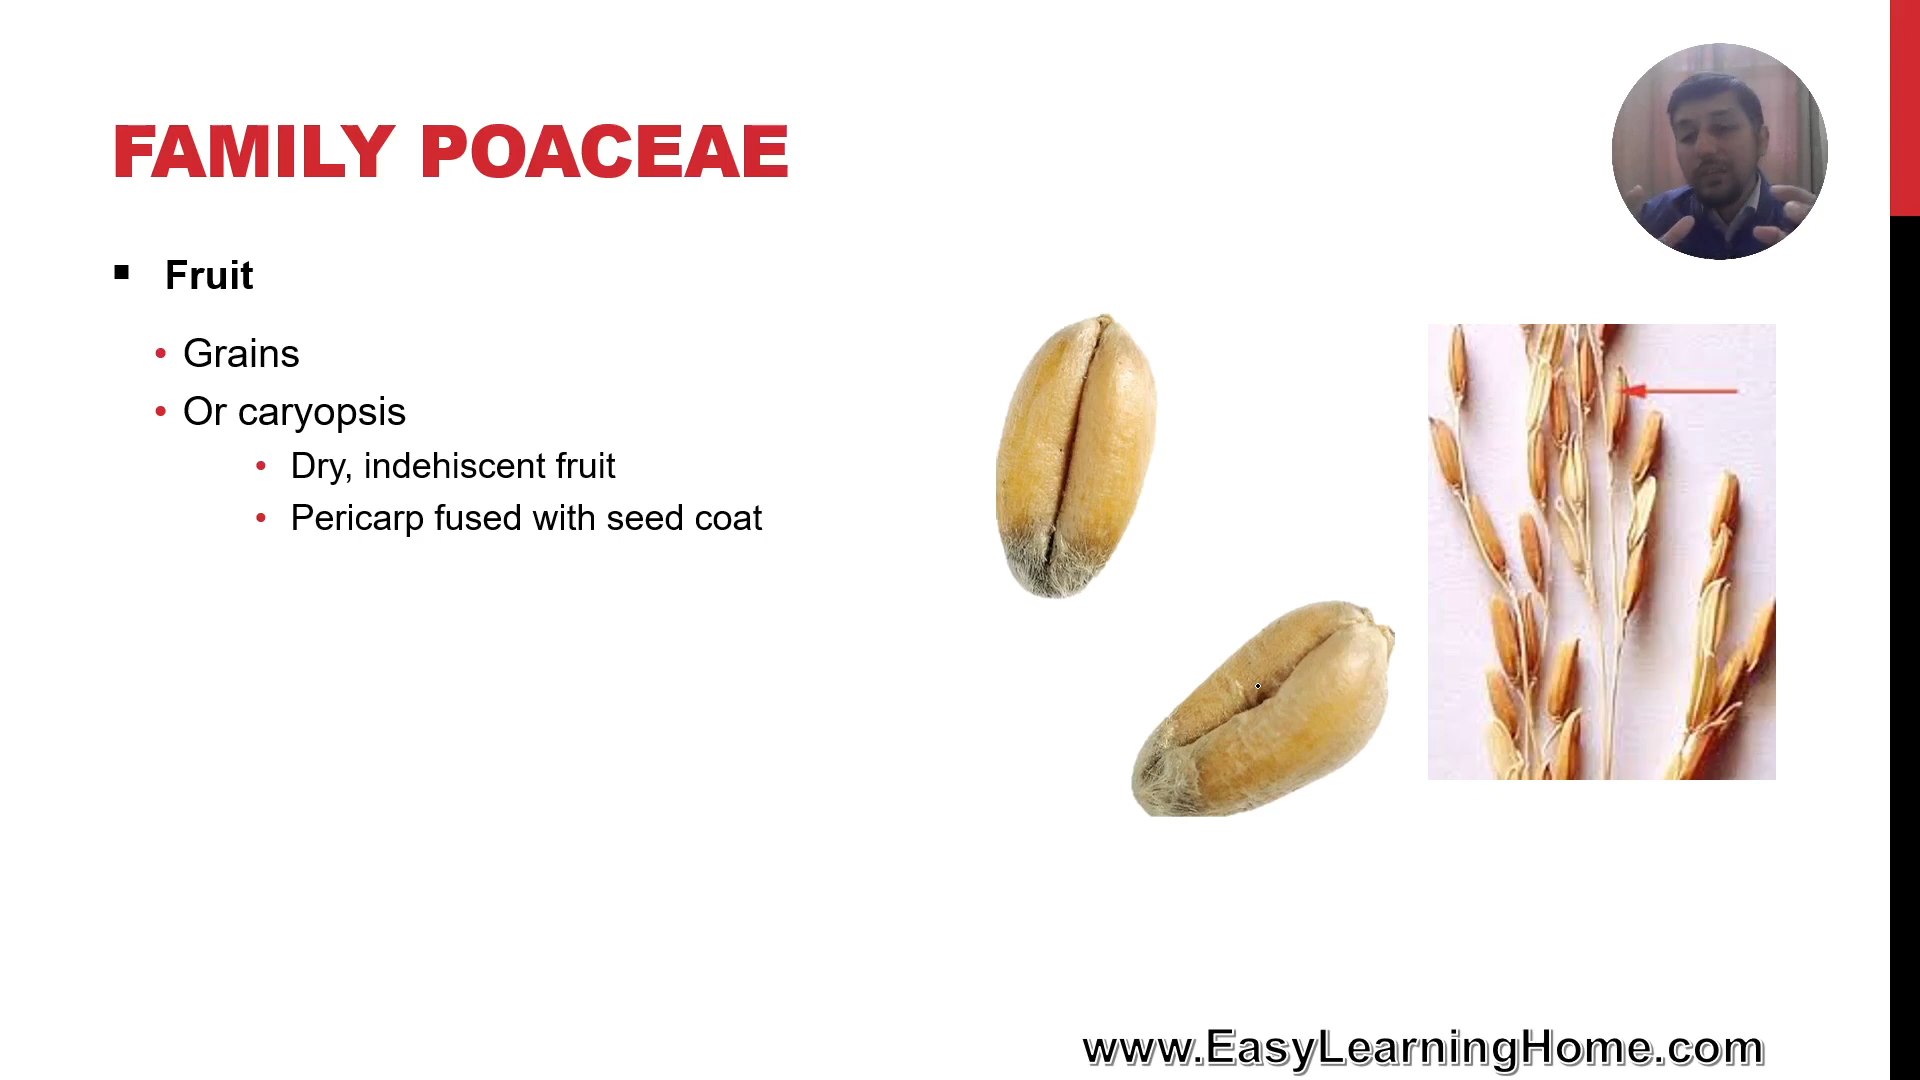 FAMILY POACEAE
▪ Fruit
• Grains
• Or caryopsis
• Dry, indehiscent fruit
• Pericarp fused with seed coat
www.EasyLearningHome.com